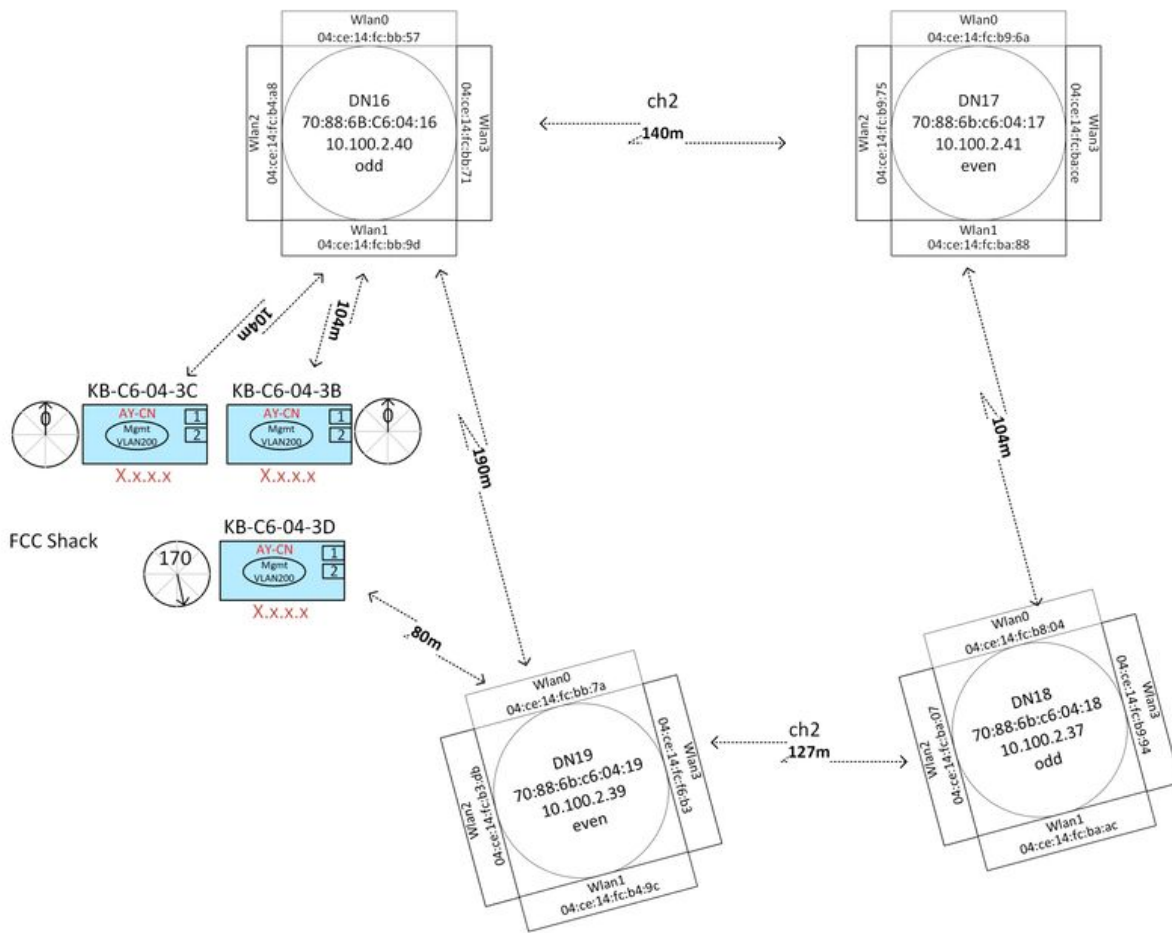 Wlan0
04:ce:14:fc:bb:57
Wlan2
04:ce:14:fc:b4:a8
DN16
70:88:6B:C6:04:16
10.100.2.40
odd
Wlan3
04:ce:14:fc:bb:71
Wlan1
04:ce:14:fc:bb:9d
ch2
140m
Wlan0
04:ce:14:fc:b9:6a
Wlan2
04:ce:14:fc:b9:75
DN17
70:88:6b:c6:04:17
10.100.2.41
even
Wlan3
04:ce:14:fc:ba:ce
Wlan1
04:ce:14:fc:ba:88
104m
104m
190m
104m
KB-C6-04-3C
0
AY-CN
Mgmt
VLAN200
1
2
X.x.x.x
KB-C6-04-3B
AY-CN
Mgmt
VLAN200
1
2
0
X.x.x.x
FCC Shack
KB-C6-04-3D
170
AY-CN
Mgmt
VLAN200
1
2
X.x.x.x
80m
Wlan0
04:ce:14:fc:bb:7a
Wlan2
04:ce:14:fc:b3:db
DN19
70:88:6b:c6:04:19
10.100.2.39
even
Wlan3
04:ce:14:fc:f6:b3
Wlan1
04:ce:14:fc:b4:9c
ch2
127m
Wlan0
04:ce:14:fc:b8:04
Wlan2
04:ce:14:fc:ba:07
DN18
70:88:6b:c6:04:18
10.100.2.37
odd
Wlan3
04:ce:14:fc:b9:94
Wlan1
04:ce:14:fc:ba:ac